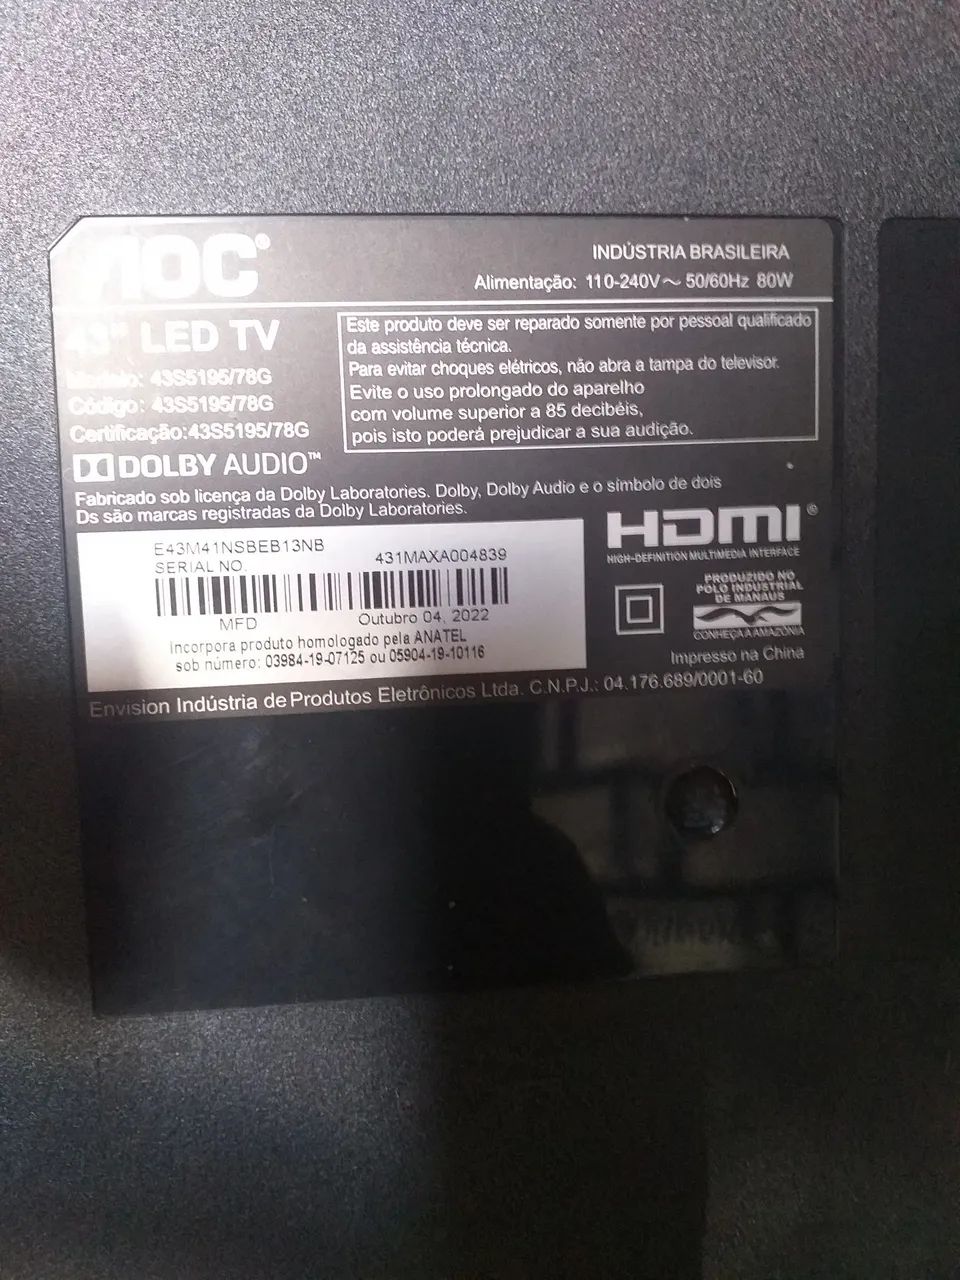 AOC®
INDÚSTRIA BRASILEIRA
Alimentação: 110-240V～ 50/60Hz 80W
43" LED TV
Modelo: 43S5195/78G
Código: 43S5195/78G
Certificação:43S5195/78G
DOLBY AUDIO™
Este produto deve ser reparado somente por pessoal qualificado
da assistência técnica.
Para evitar choques elétricos, não abra a tampa do televisor.
Evite o uso prolongado do aparelho
com volume superior a 85 decibéis,
pois isto poderá prejudicar a sua audição.
Fabricado sob licença da Dolby Laboratories. Dolby, Dolby Audio e o símbolo de dois
Ds são marcas registradas da Dolby Laboratories.
E43M41NSBEB13NB
SERIAL NO. 431MAXA004839
MFD Outubro 04, 2022
Incorpora produto homologado pela ANATEL
sob número: 03984-19-07125 ou 05904-19-10116
HDMI®
HIGH-DEFINITION MULTIMEDIA INTERFACE
PRODUZIDO NO
POLO INDUSTRIAL
DE MANAUS
CONHEÇA A AMAZÔNIA
Impresso na China
Envision Indústria de Produtos Eletrônicos Ltda. C.N.P.J.: 04.176.689/0001-60